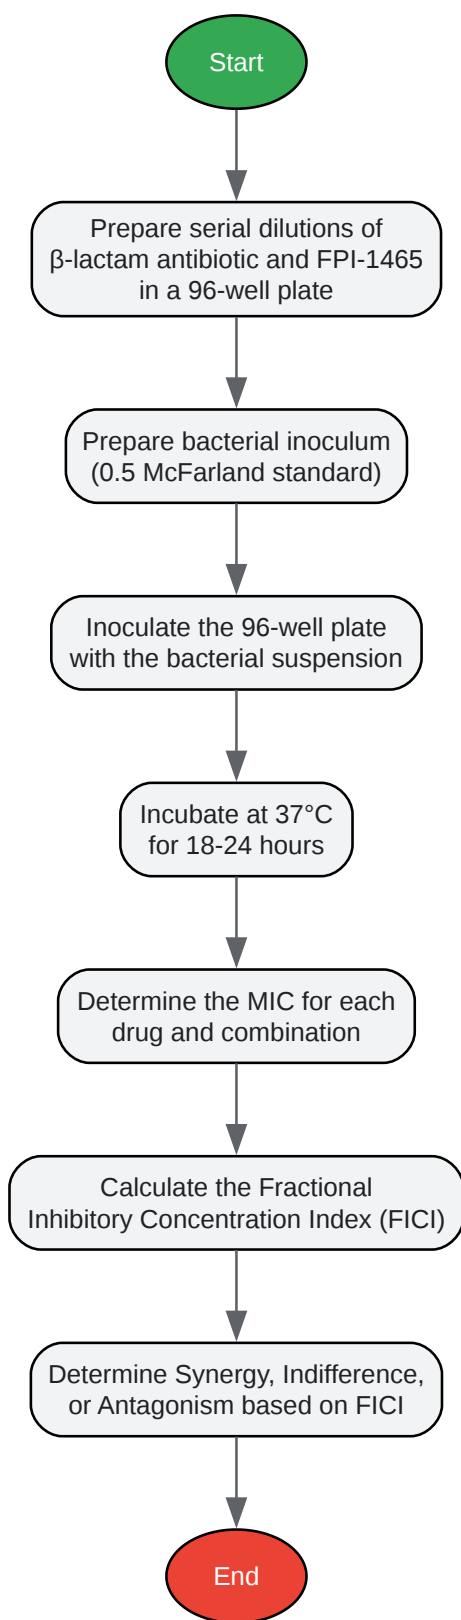 Start
Prepare serial dilutions of
β-lactam antibiotic and FPI-1465
in a 96-well plate
Prepare bacterial inoculum
(0.5 McFarland standard)
Inoculate the 96-well plate
with the bacterial suspension
Incubate at 37°C
for 18-24 hours
Determine the MIC for each
drug and combination
Calculate the Fractional
Inhibitory Concentration Index (FICI)
Determine Synergy, Indifference,
or Antagonism based on FICI
End